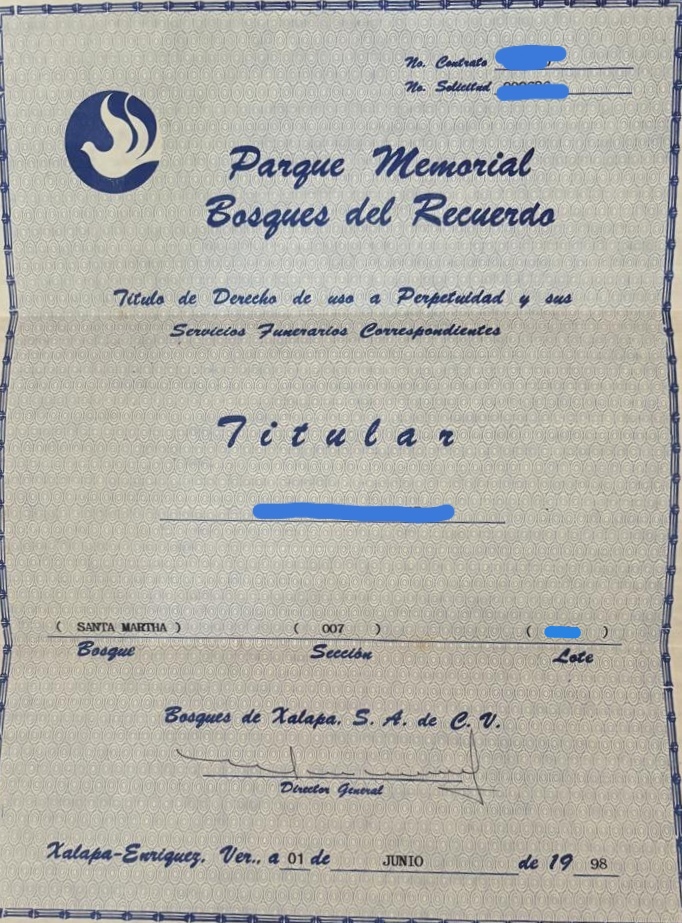 No. Contrato
No. Solicitud
Parque Memorial
Bosques del Recuerdo
Titulo de Derecho de uso a Perpetuidad y sus
Servicios Funerarios Correspondientes
Titular
( SANTA MARTHA ) ( 007 ) ( )
Bosque Sección Lote
Bosques de Xalapa, S. A. de C. V.
Director General
Xalapa-Enríquez, Ver., a 01 de JUNIO de 19 98